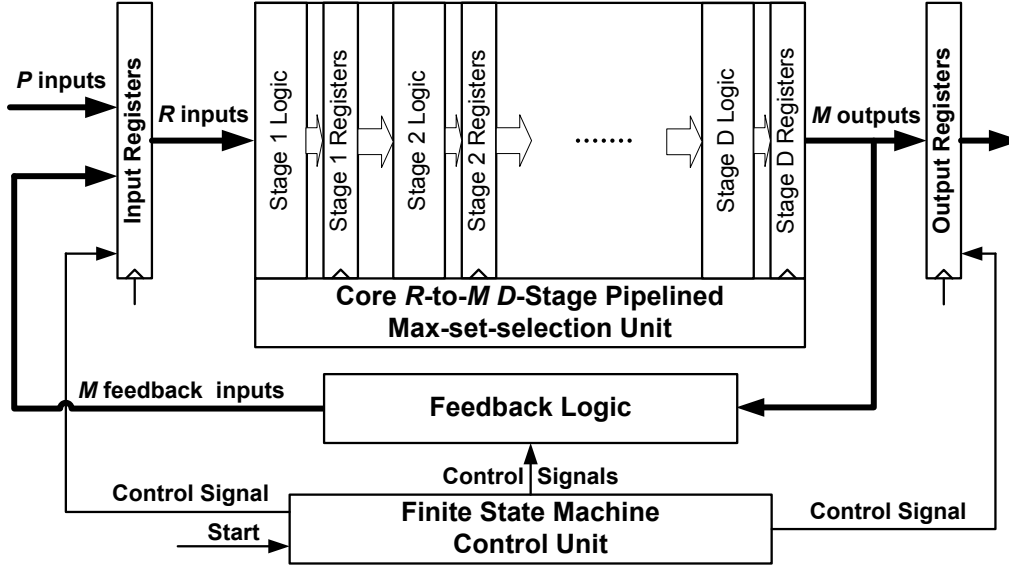 P inputs
Input Registers
R inputs
Stage 1 Logic
Stage 1 Registers
Stage 2 Logic
Stage 2 Registers
.......
Stage D Logic
Stage D Registers
M outputs
Output Registers
Core R-to-M D-Stage Pipelined
Max-set-selection Unit
M feedback inputs
Feedback Logic
Control Signals
Control Signal
Finite State Machine
Control Unit
Control Signal
Start